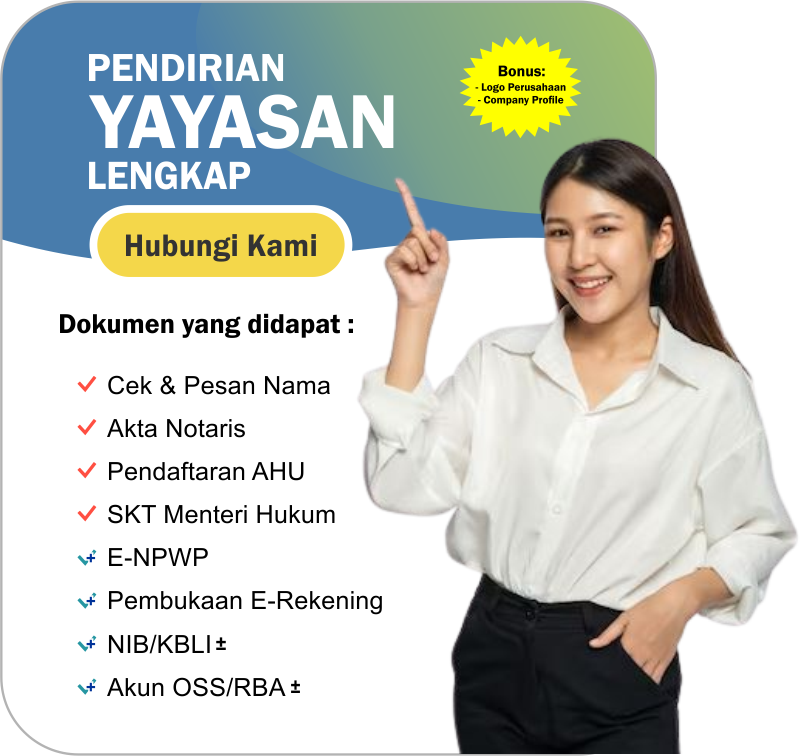 PENDIRIAN
YAYASAN
LENGKAP
Bonus:
- Logo Perusahaan
- Company Profile
Hubungi Kami
Dokumen yang didapat :
Cek & Pesan Nama
Akta Notaris
Pendaftaran AHU
SKT Menteri Hukum
E-NPWP
Pembukaan E-Rekening
NIB/KBLI ±
Akun OSS/RBA ±